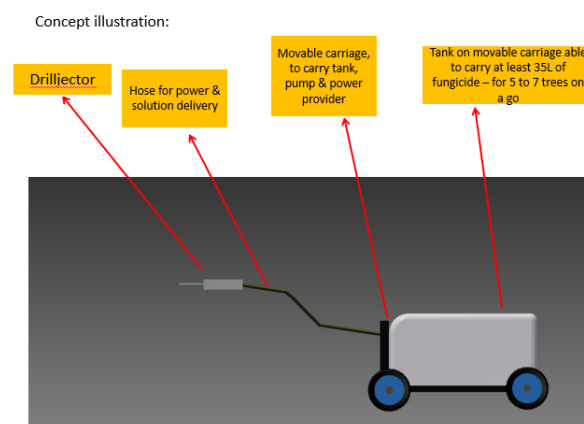 Concept illustration:
Drilljector
Hose for power &
solution delivery
Movable carriage,
to carry tank,
pump & power
provider
Tank on movable carriage able
to carry at least 35L of
fungicide – for 5 to 7 trees on
a go